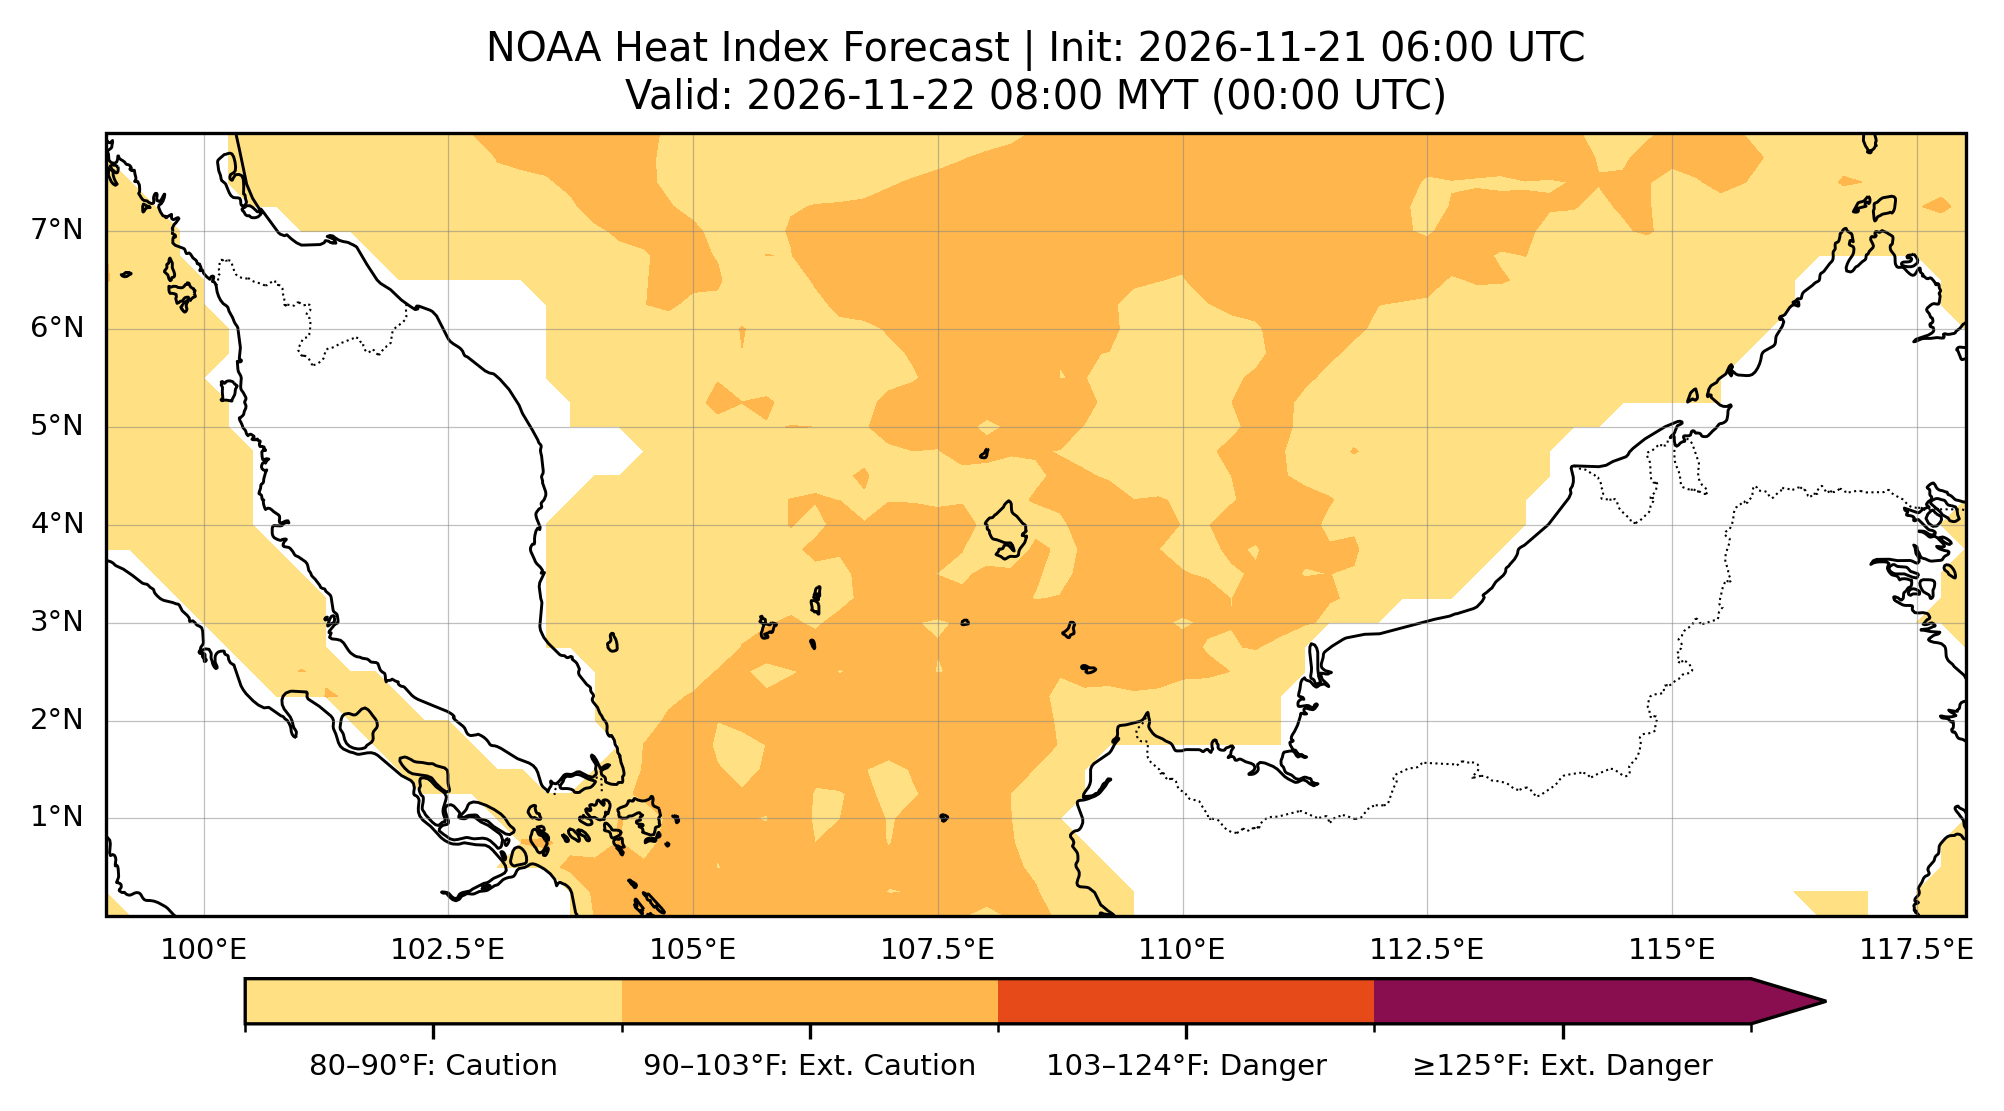 NOAA Heat Index Forecast | Init: 2026-11-21 06:00 UTC
Valid: 2026-11-22 08:00 MYT (00:00 UTC)
7°N
6°N
5°N
4°N
3°N
2°N
1°N
100°E 102.5°E 105°E 107.5°E 110°E 112.5°E 115°E 117.5°E
80–90°F: Caution 90–103°F: Ext. Caution 103–124°F: Danger ≥125°F: Ext. Danger